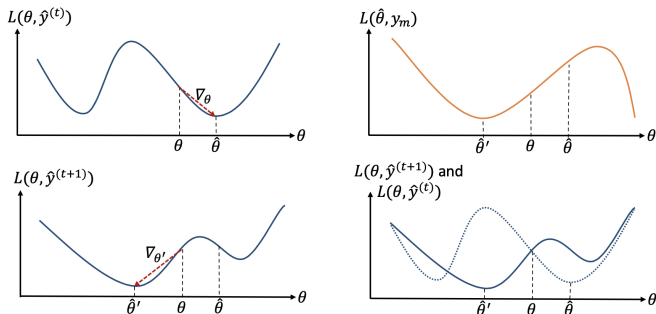 L(θ, ŷ^(t))
∇_θ
θ
θ̂
θ
L(θ̂, y_m)
θ̂′
θ
θ̂
θ
L(θ, ŷ^(t+1))
∇_θ′
θ̂′
θ
θ̂
θ
L(θ, ŷ^(t+1)) and
L(θ, ŷ^(t))
θ̂′
θ
θ̂
θ